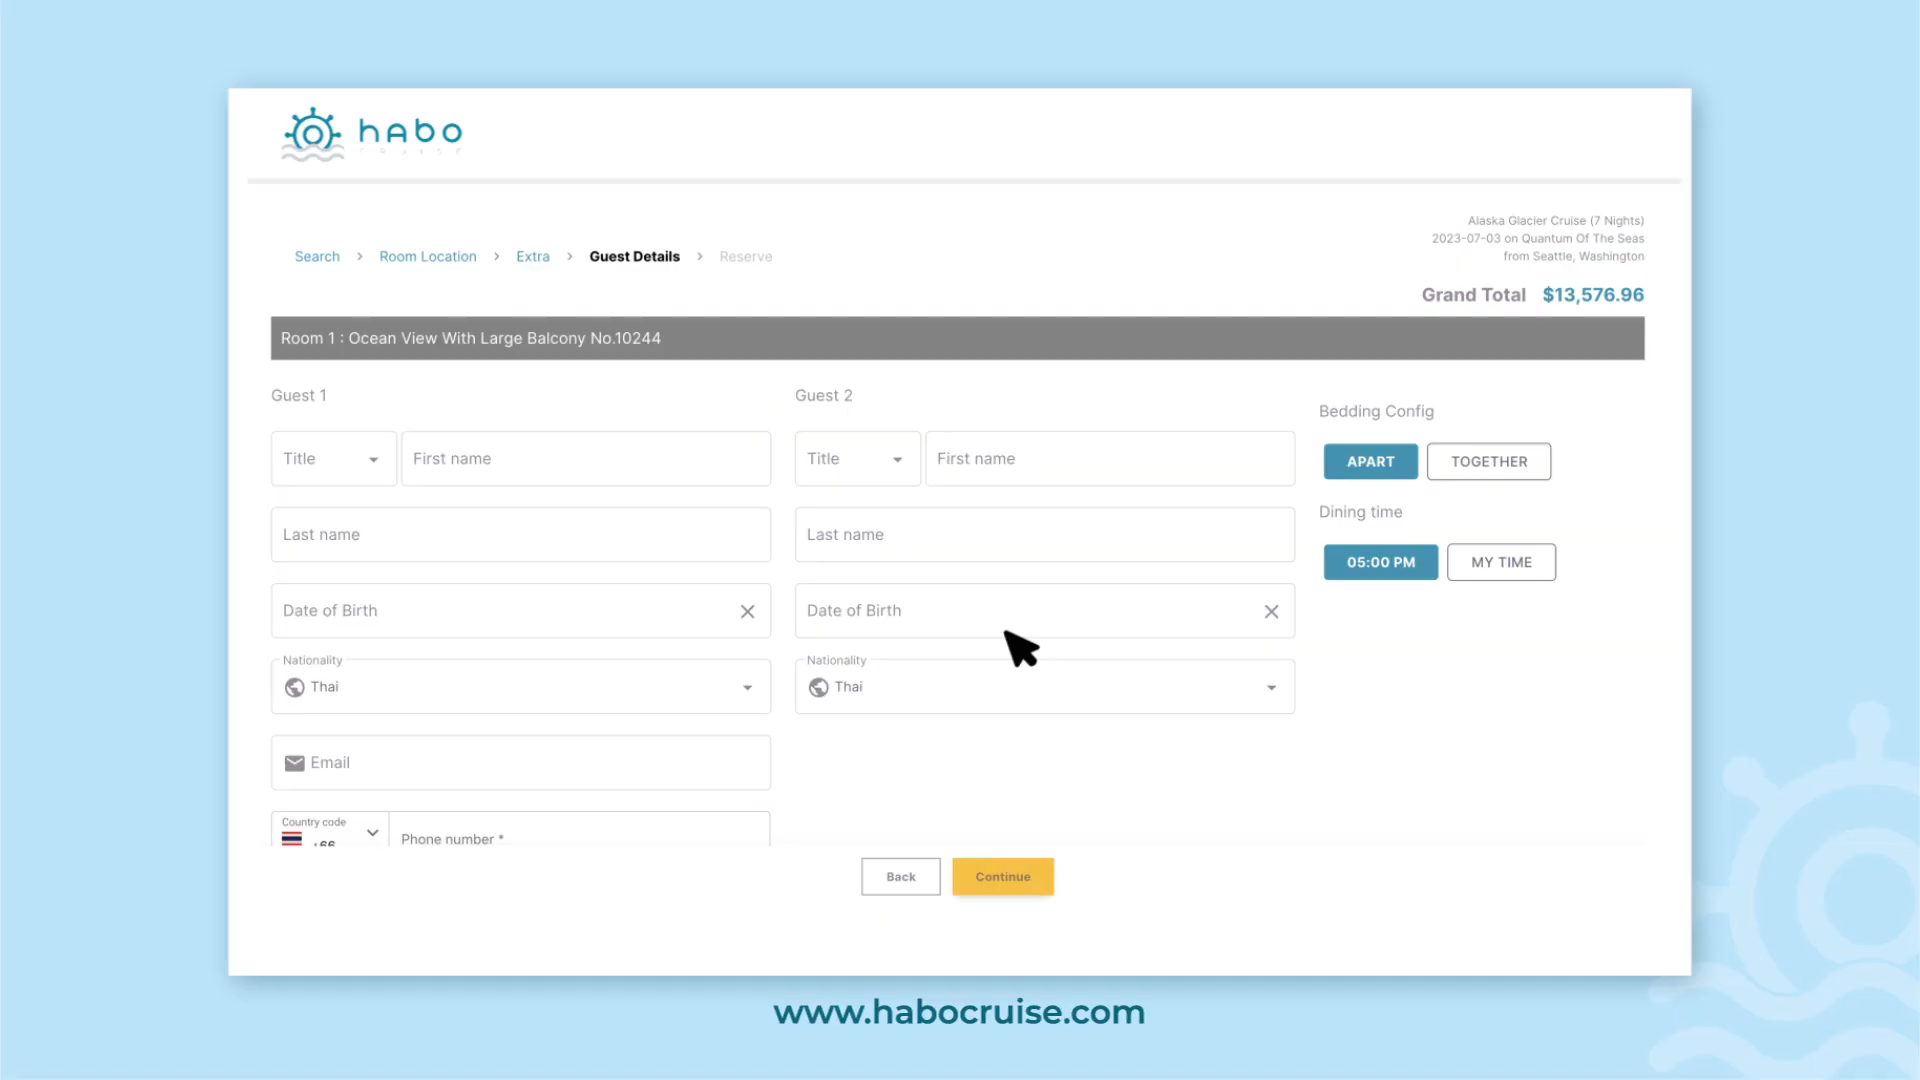 habo
CRUISE
Search > Room Location > Extra > Guest Details > Reserve
Alaska Glacier Cruise (7 Nights)
2023-07-03 on Quantum Of The Seas
from Seattle, Washington
Grand Total $13,576.96
Room 1 : Ocean View With Large Balcony No.10244
Guest 1
Title
First name
Last name
Date of Birth
Nationality
Thai
Email
Country code
+66
Phone number *
Guest 2
Title
First name
Last name
Date of Birth
Nationality
Thai
Bedding Config
APART
TOGETHER
Dining time
05:00 PM
MY TIME
Back
Continue
www.habocruise.com